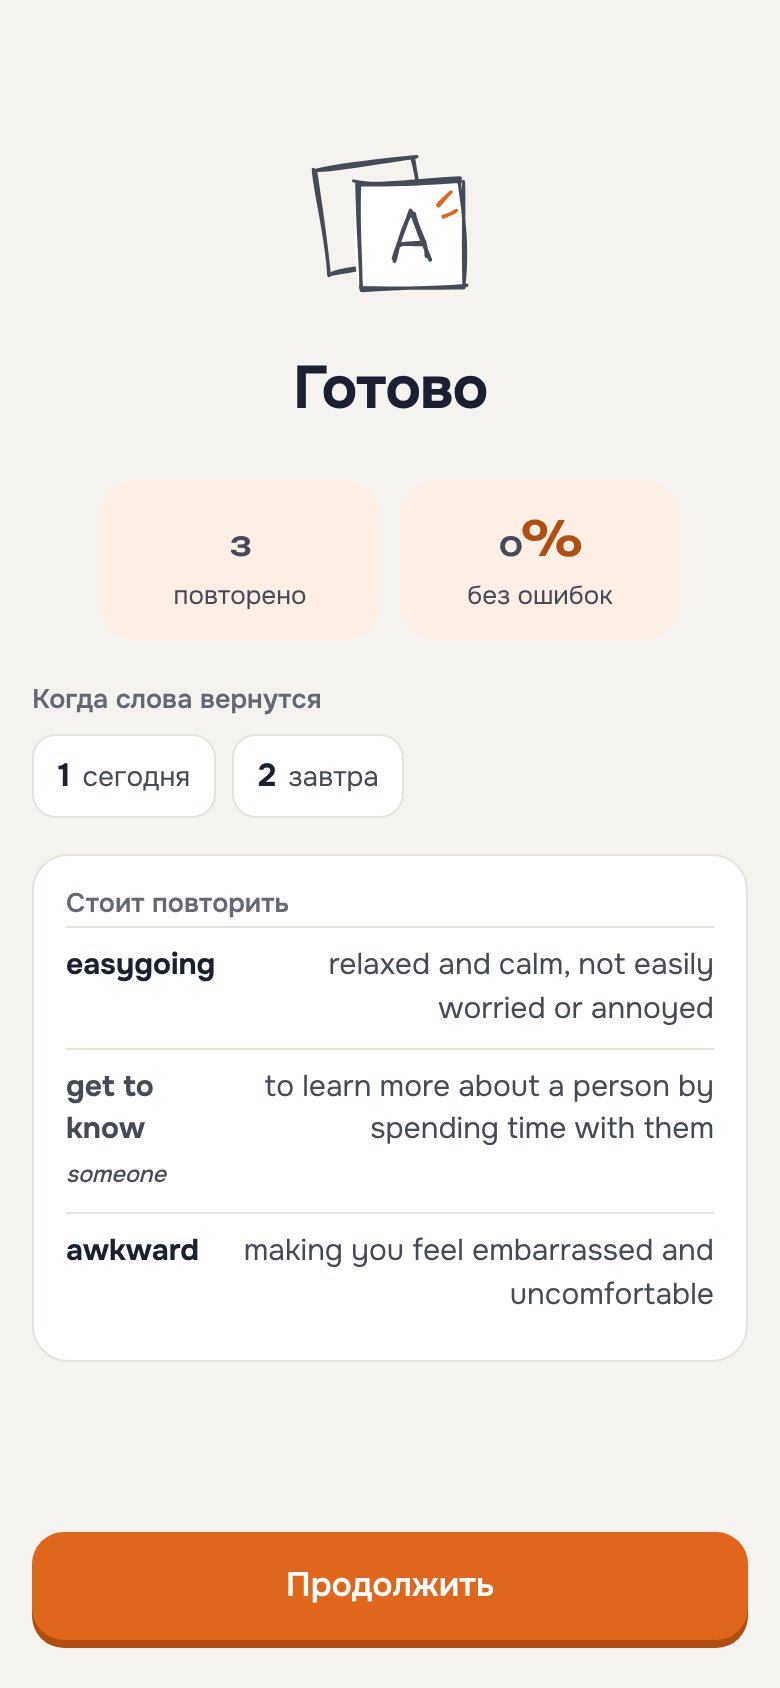 A
Готово
3 0%
повторено без ошибок
Когда слова вернутся
1 сегодня 2 завтра
Стоит повторить
easygoing relaxed and calm, not easily
worried or annoyed
get to to learn more about a person by
know spending time with them
someone
awkward making you feel embarrassed and
uncomfortable
Продолжить